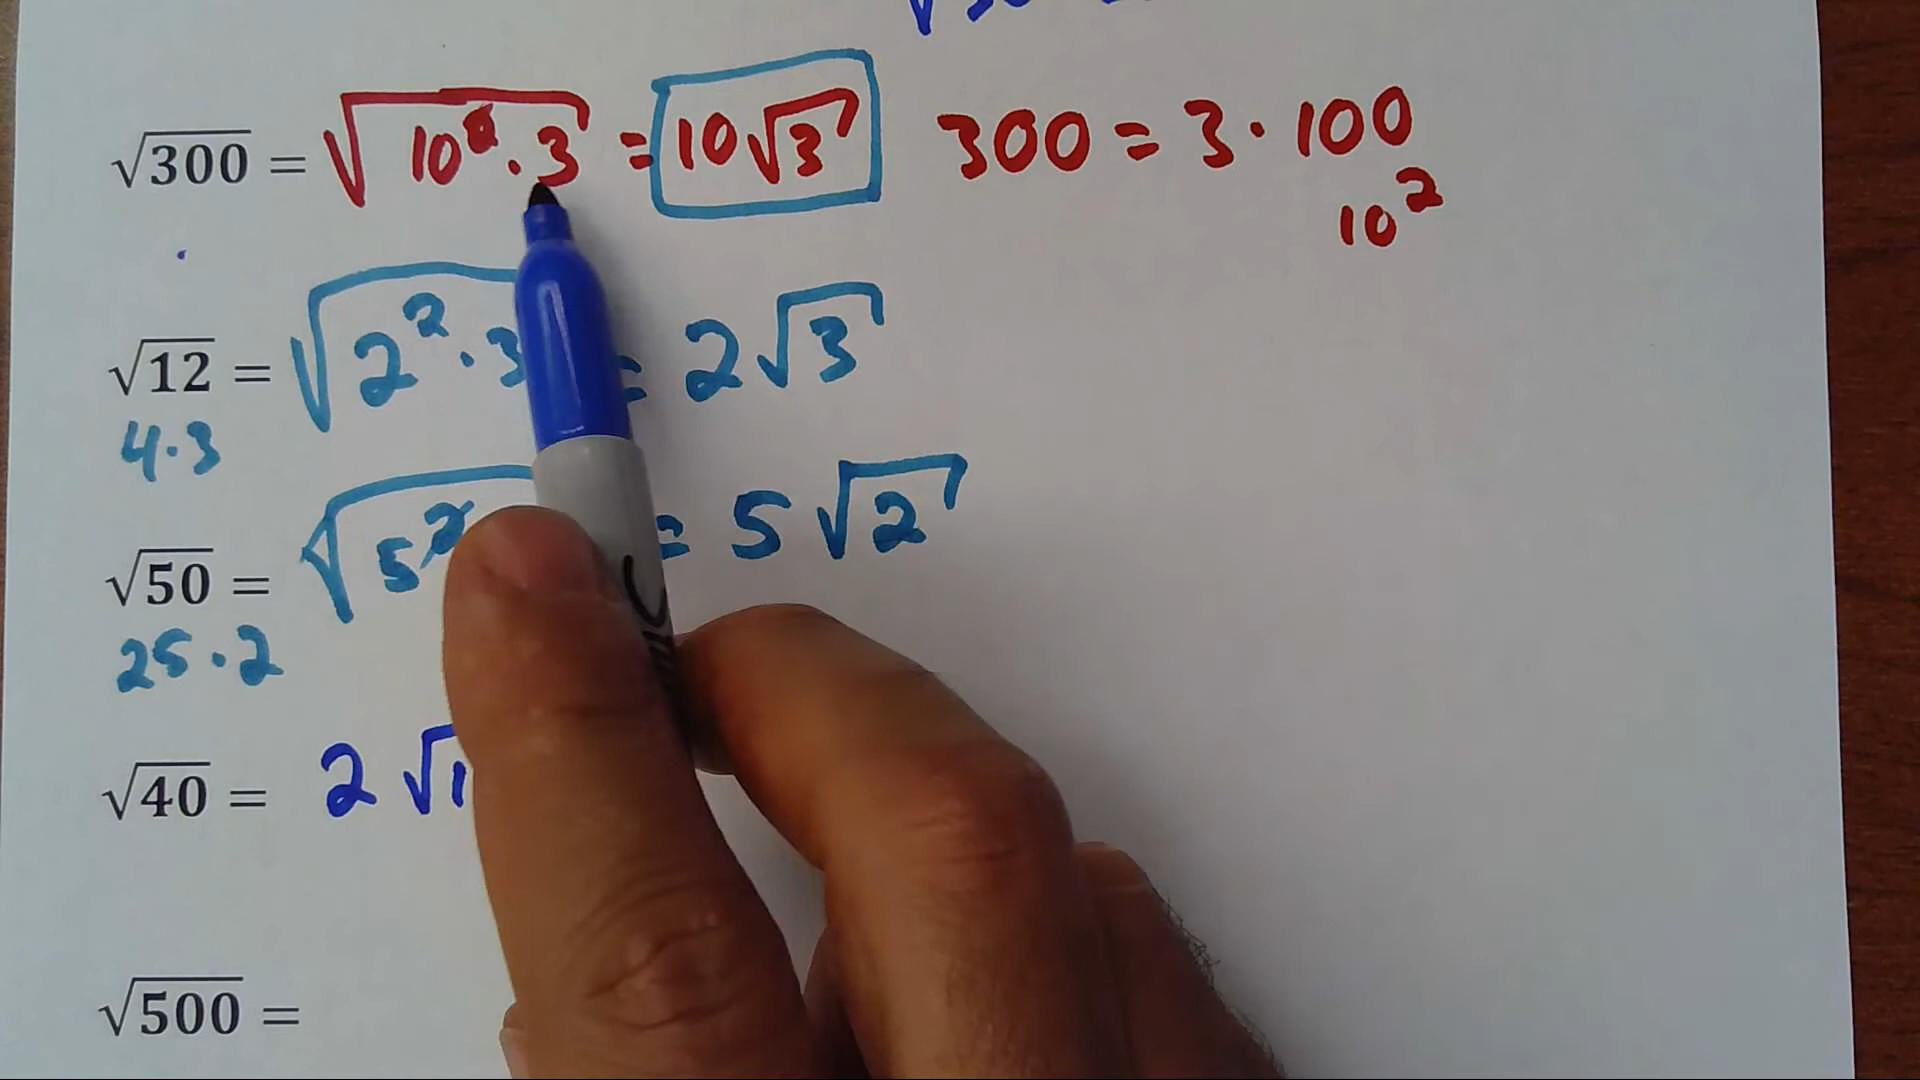 √300 = √10² · 3 = 10√3 300 = 3 · 100
10²
√12 = √2² · 3 = 2√3
4 · 3
√50 = √5² = 5√2
25 · 2
√40 = 2√1
√500 =